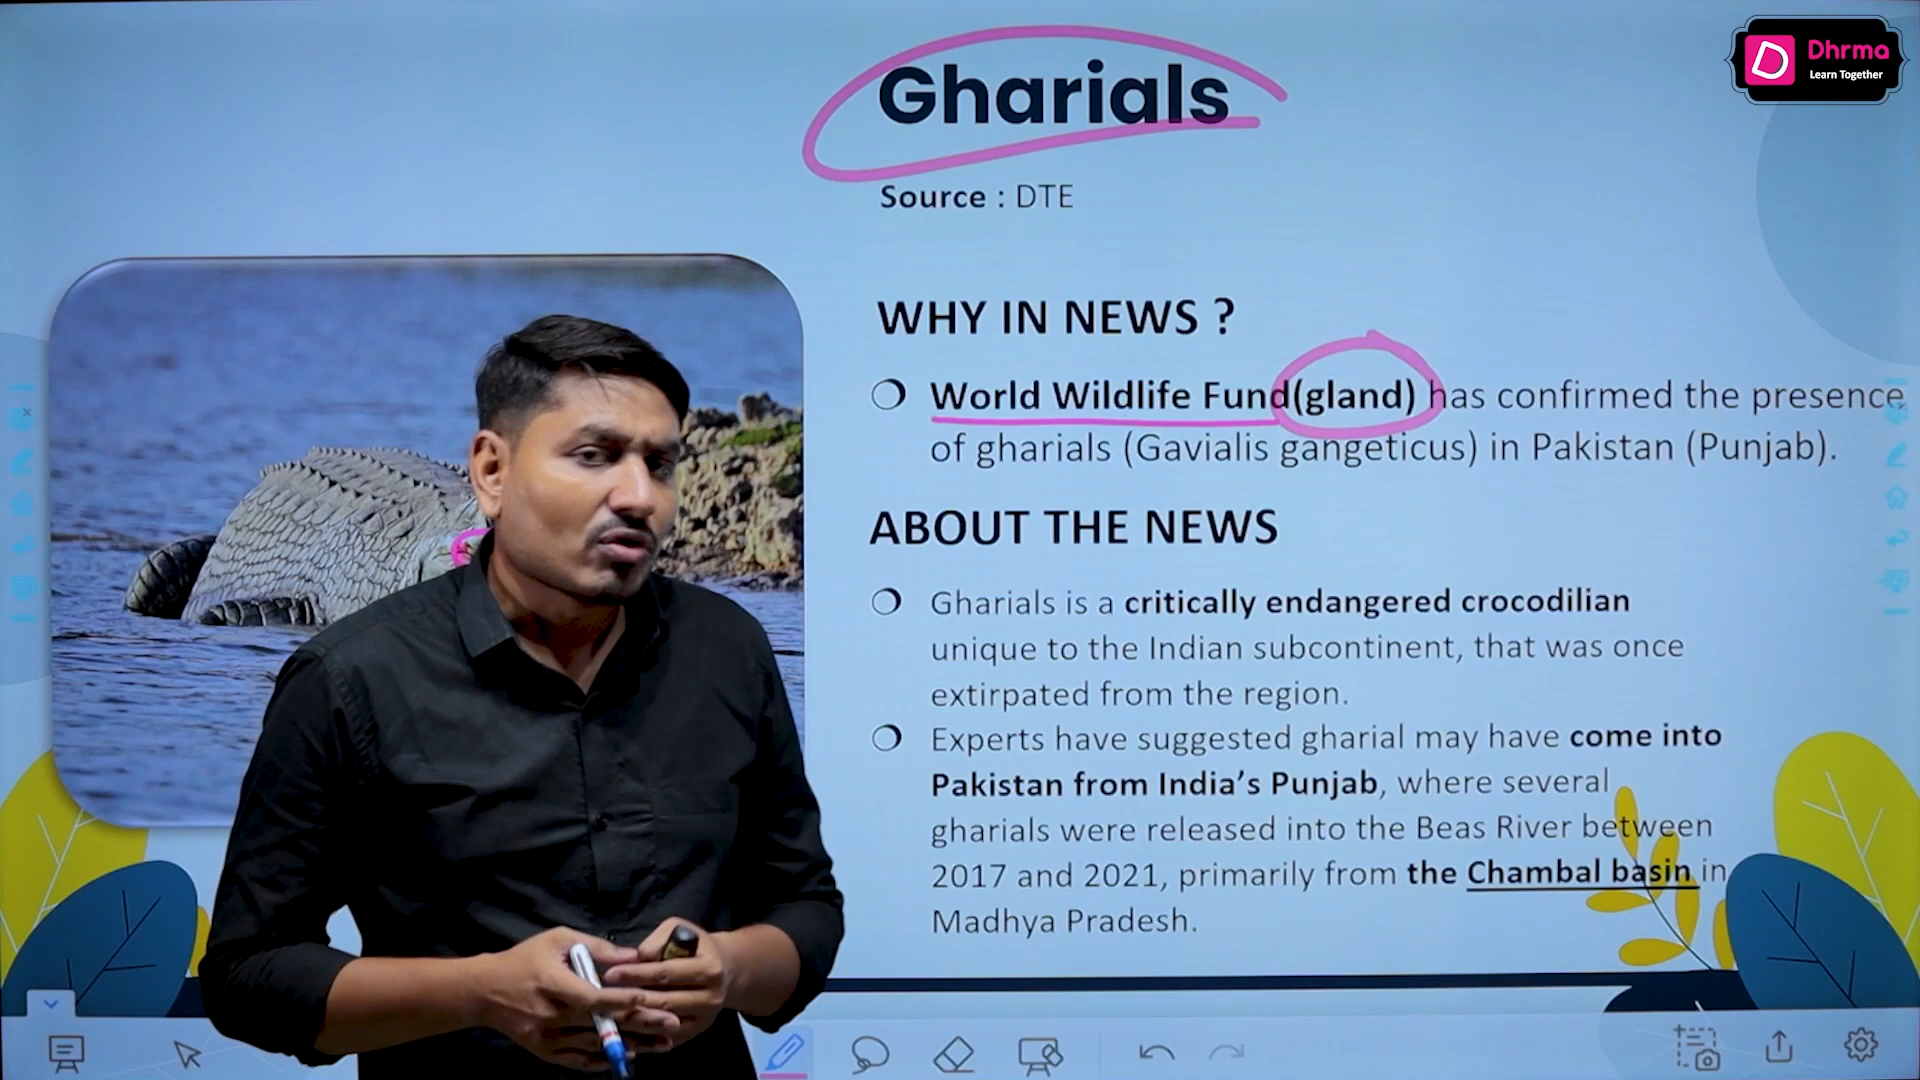 Dhrma
Learn Together
Gharials
Source : DTE
WHY IN NEWS ?
World Wildlife Fund(gland) has confirmed the presence
of gharials (Gavialis gangeticus) in Pakistan (Punjab).
ABOUT THE NEWS
Gharials is a critically endangered crocodilian
unique to the Indian subcontinent, that was once
extirpated from the region.
Experts have suggested gharial may have come into
Pakistan from India's Punjab, where several
gharials were released into the Beas River between
2017 and 2021, primarily from the Chambal basin in
Madhya Pradesh.